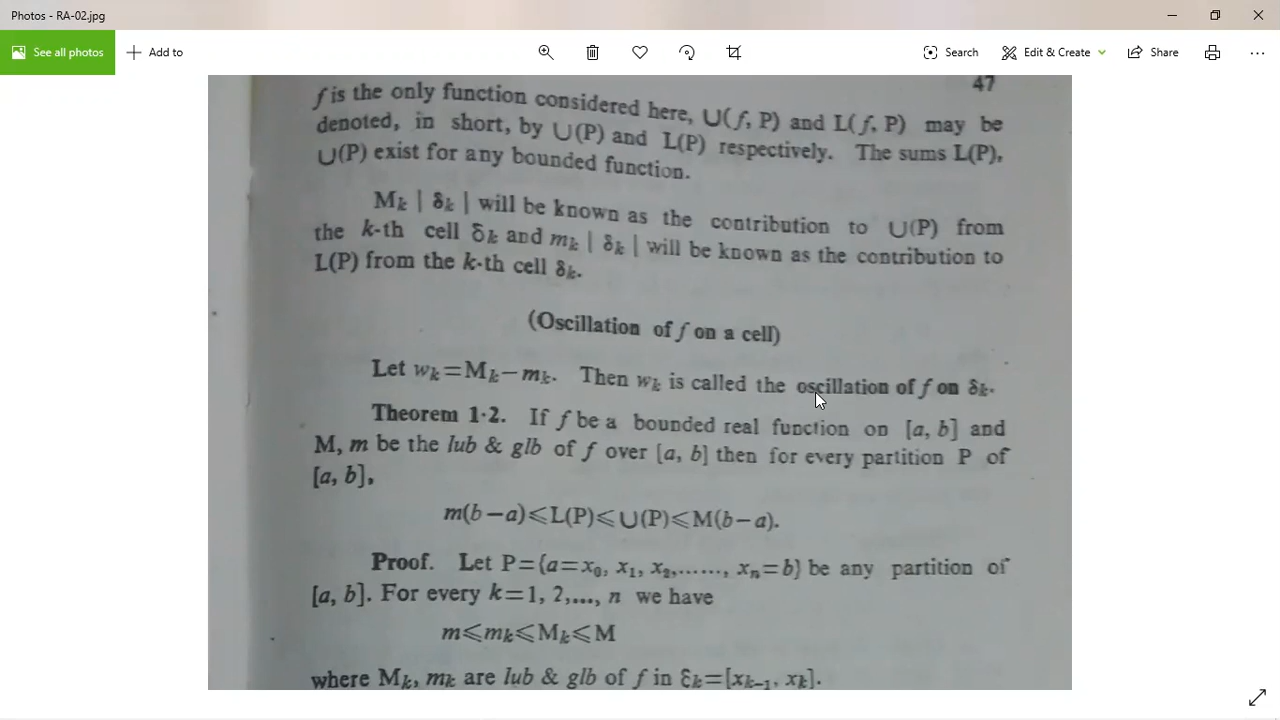 Photos - RA-02.jpg
See all photos
Add to
Search
Edit & Create
Share
47
f is the only function considered here, U(f, P) and L(f, P) may be
denoted, in short, by U(P) and L(P) respectively. The sums L(P),
U(P) exist for any bounded function.
Mk | δk | will be known as the contribution to U(P) from
the k-th cell δk and mk | δk | will be known as the contribution to
L(P) from the k-th cell δk.
(Oscillation of f on a cell)
Let wk=Mk−mk. Then wk is called the oscillation of f on δk.
Theorem 1·2. If f be a bounded real function on [a, b] and
M, m be the lub & glb of f over [a, b] then for every partition P of
[a, b],
m(b−a)⩽L(P)⩽U(P)⩽M(b−a).
Proof. Let P={a=x₀, x₁, x₂,......, xn=b} be any partition of
[a, b]. For every k=1, 2,..., n we have
m⩽mk⩽Mk⩽M
where Mk, mk are lub & glb of f in δk=[xk−1, xk].